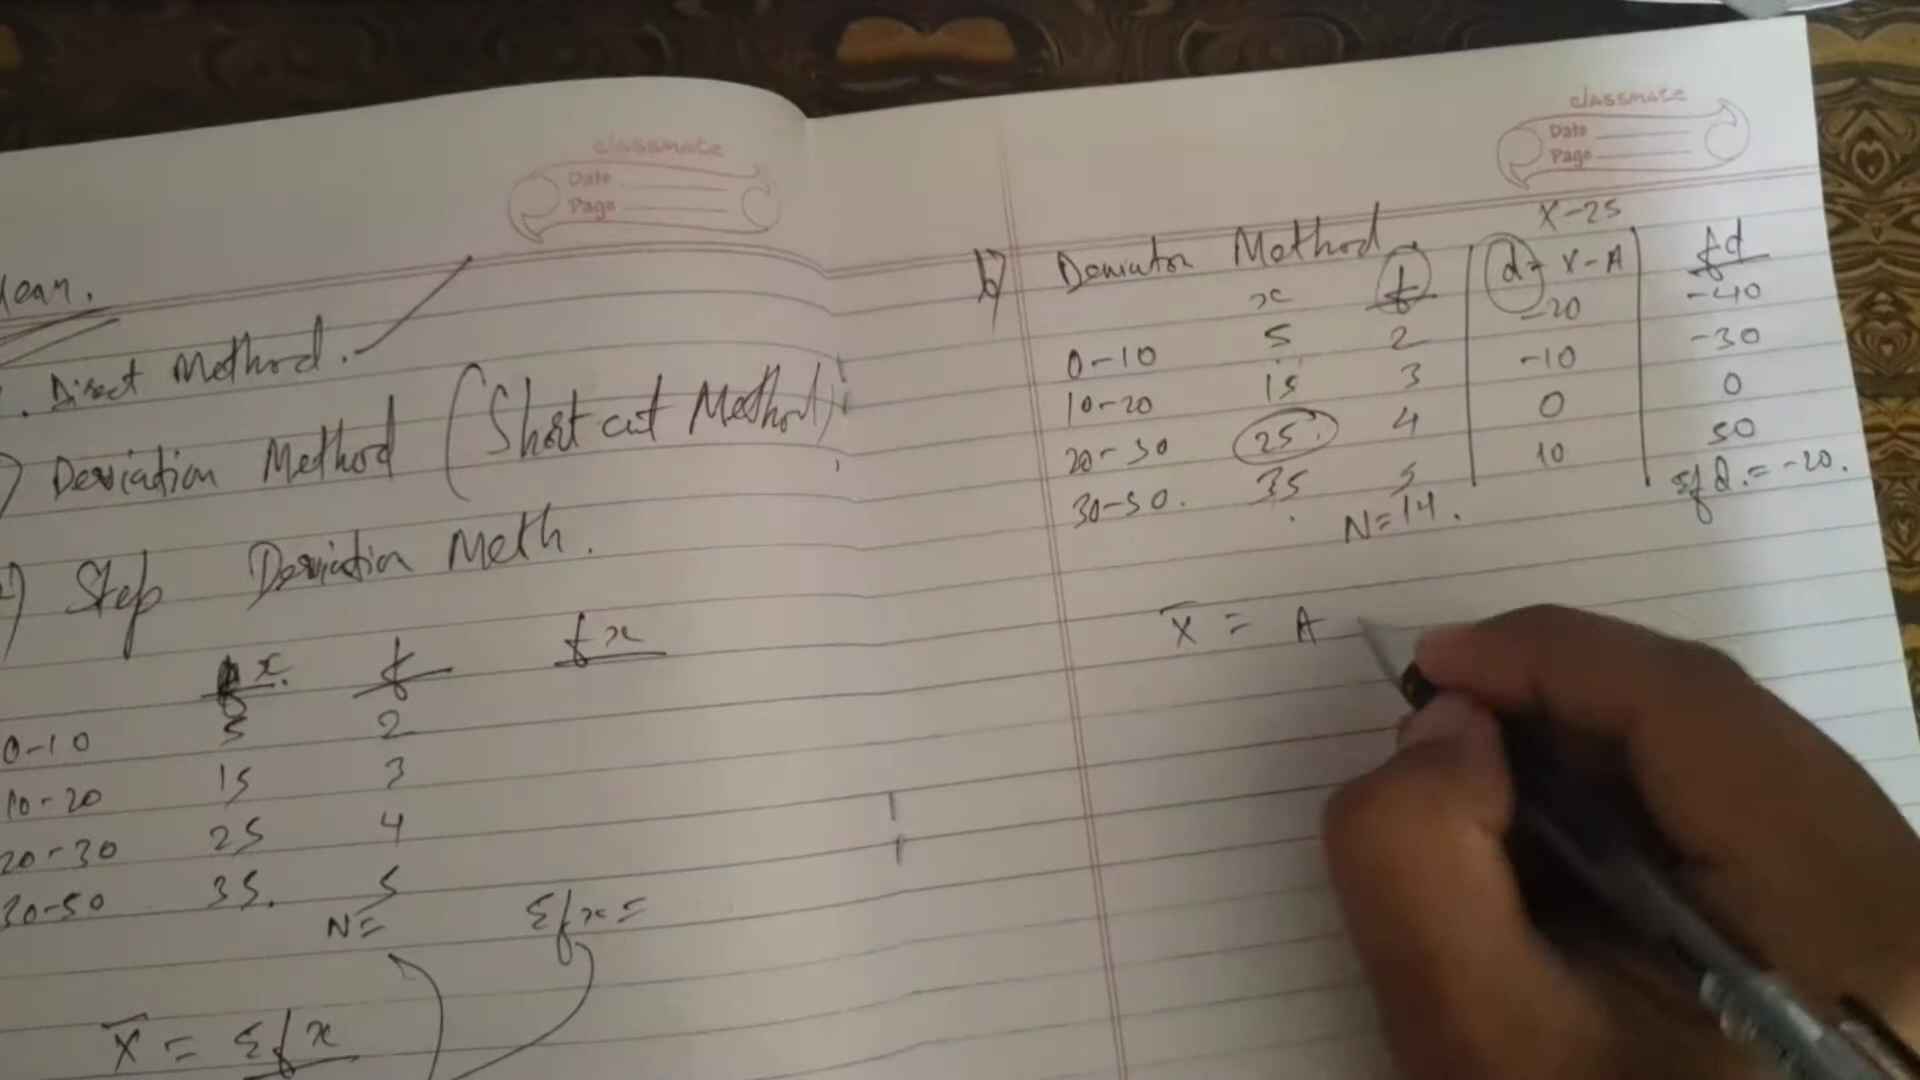 classmate
Date
Page
Mean.
1. Direct Method.
Deviation Method (Short cut Method)
Step Deviation Meth.
x. f fx
0-10 5 2
10-20 15 3
20-30 25 4
30-50 35. 5
N= Σfx=
X̄ = Σfx
classmate
Date
Page
X-25
b) Deviation Method.
x f d= X-A fd
0-10 5 2 -20 -40
10-20 15 3 -10 -30
20-30 25 4 0 0
30-50. 35 5 10 50
N=14. Σfd.=-20.
X̄ = A